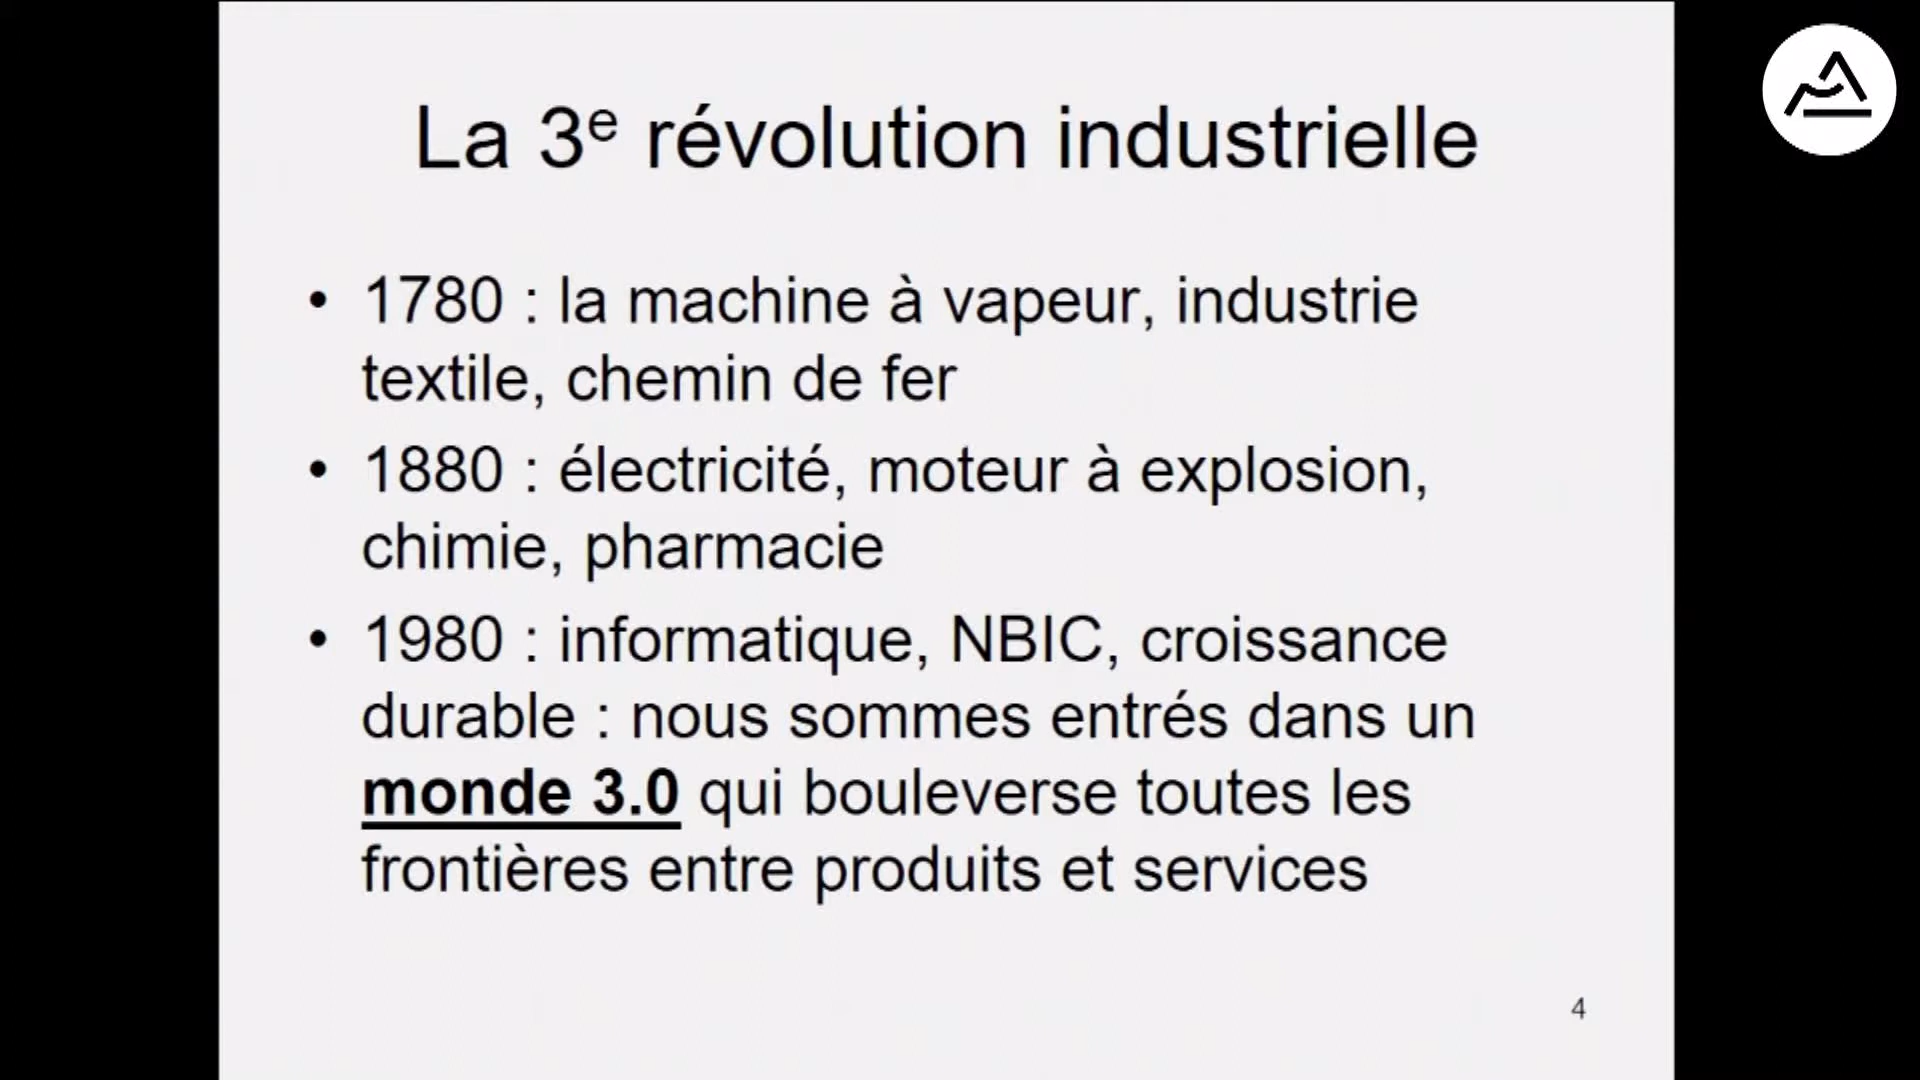 La 3e révolution industrielle
• 1780 : la machine à vapeur, industrie
textile, chemin de fer
• 1880 : électricité, moteur à explosion,
chimie, pharmacie
• 1980 : informatique, NBIC, croissance
durable : nous sommes entrés dans un
monde 3.0 qui bouleverse toutes les
frontières entre produits et services
4